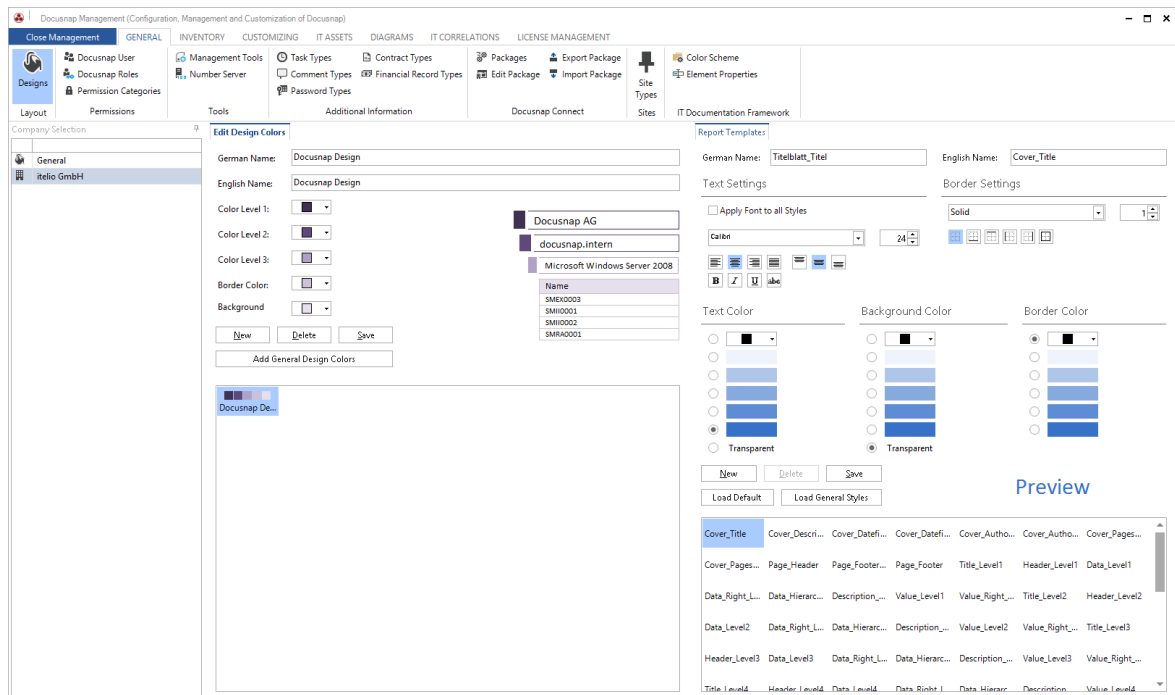 Docusnap Management (Configuration, Management and Customization of Docusnap)
Close Management GENERAL INVENTORY CUSTOMIZING IT ASSETS DIAGRAMS IT CORRELATIONS LICENSE MANAGEMENT
Designs
Layout
Docusnap User
Docusnap Roles
Permission Categories
Permissions
Management Tools
Number Server
Tools
Task Types
Comment Types
Password Types
Contract Types
Financial Record Types
Additional Information
Packages
Edit Package
Export Package
Import Package
Docusnap Connect
Site
Types
Sites
Color Scheme
Element Properties
IT Documentation Framework
Company Selection
General
itelio GmbH
Edit Design Colors
German Name: Docusnap Design
English Name: Docusnap Design
Color Level 1:
Color Level 2:
Color Level 3:
Border Color:
Background
Docusnap AG
docusnap.intern
Microsoft Windows Server 2008
Name
SMEX0003
SMII0001
SMII0002
SMRA0001
New Delete Save
Add General Design Colors
Docusnap De...
Report Templates
German Name: Titelblatt_Titel English Name: Cover_Title
Text Settings
Apply Font to all Styles
Calibri 24
B I U abc
Border Settings
Solid 1
Text Color Background Color Border Color
Transparent Transparent
New Delete Save
Load Default Load General Styles
Preview
Cover_Title Cover_Descri... Cover_Datefi... Cover_Datefi... Cover_Autho... Cover_Autho... Cover_Pages...
Cover_Pages... Page_Header Page_Footer... Page_Footer Title_Level1 Header_Level1 Data_Level1
Data_Right_L... Data_Hierarc... Description_... Value_Level1 Value_Right_... Title_Level2 Header_Level2
Data_Level2 Data_Right_L... Data_Hierarc... Description_... Value_Level2 Value_Right_... Title_Level3
Header_Level3 Data_Level3 Data_Right_L... Data_Hierarc... Description_... Value_Level3 Value_Right_...
Title_Level4 Header_Level4 Data_Level4 Data_Right_L... Data_Hierarc... Description_... Value_Level4